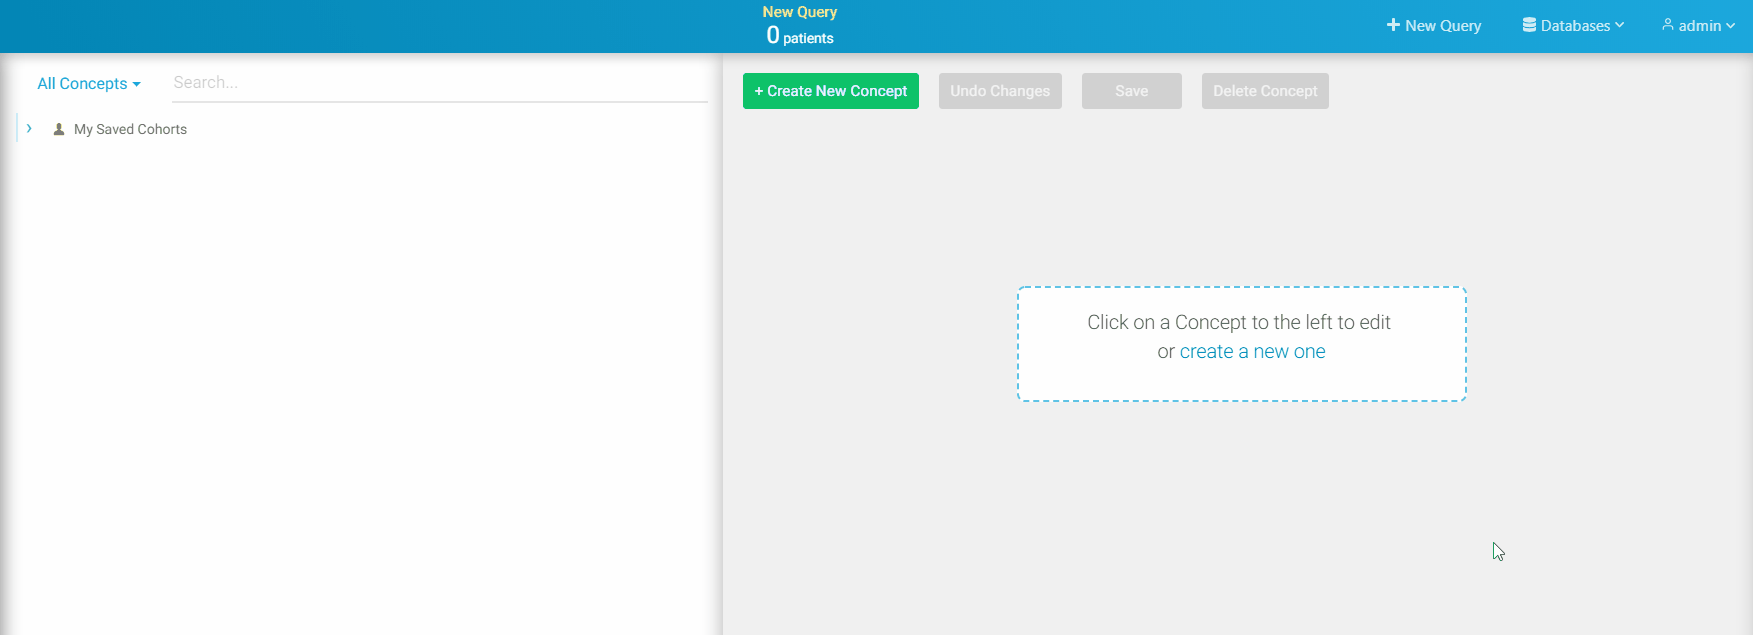 New Query
0 patients
New Query
Databases
admin
All Concepts
Search...
+ Create New Concept
Undo Changes
Save
Delete Concept
My Saved Cohorts
Click on a Concept to the left to edit
or create a new one